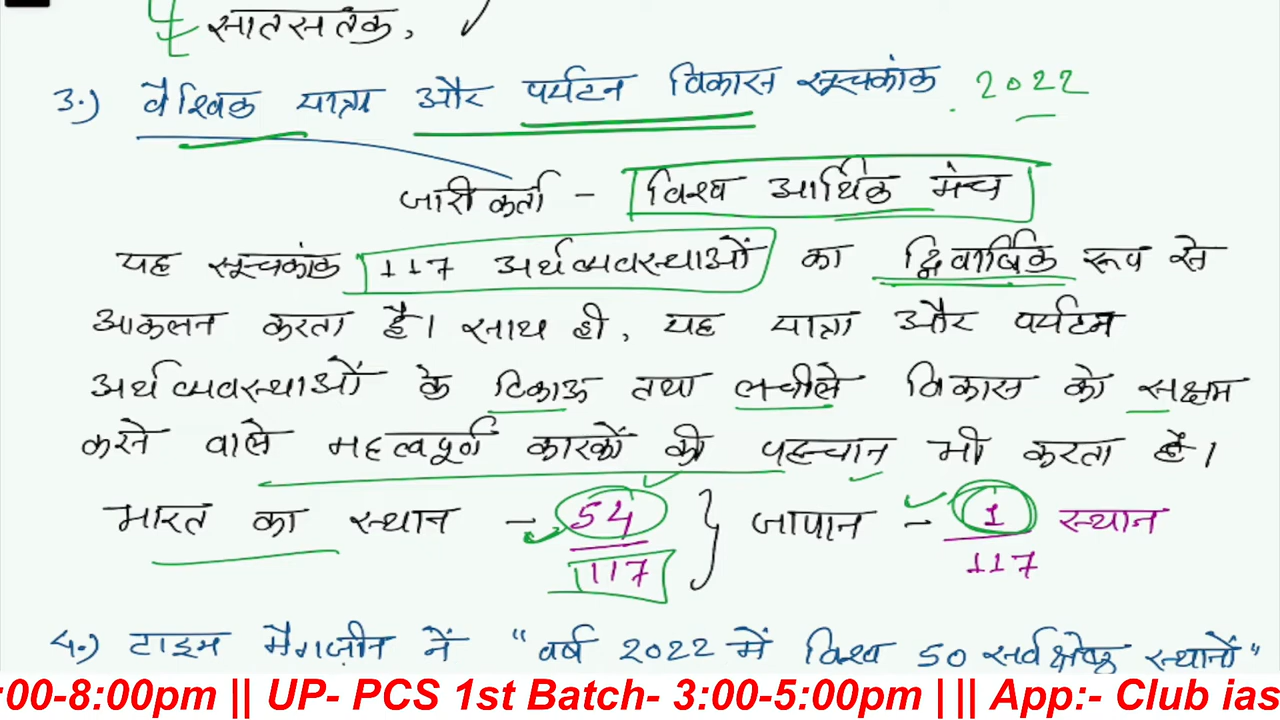 सातसतक,
3.) वैश्विक यात्रा और पर्यटन विकास सूचकांक 2022
जारीकर्ता - विश्व आर्थिक मंच
यह सूचकांक 117 अर्थव्यवस्थाओं का द्विवार्षिक रूप से
आकलन करता है। साथ ही, यह यात्रा और पर्यटन
अर्थव्यवस्थाओं के टिकाऊ तथा लचीले विकास को सक्षम
करने वाले महत्वपूर्ण कारकों की पहचान भी करता है।
भारत का स्थान - 54/117 } जापान - 1/117 स्थान
4.) टाइम मैगज़ीन में "वर्ष 2022 में विश्व 50 सर्वश्रेष्ठ स्थानों"
:00-8:00pm || UP- PCS 1st Batch- 3:00-5:00pm | || App:- Club ias